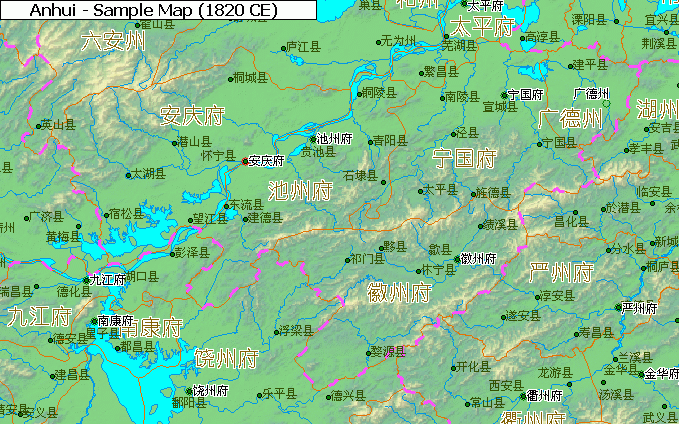 Anhui - Sample Map (1820 CE)
巢县
和州
太平府
太平府
溧阳县
宜兴县
霍山县
六安州
庐江县
无为州
芜湖县
高淳县
荆溪县
桐城县
繁昌县
建平县
铜陵县
南陵县
宁国府
宣城县
广德州
广德州
湖州
英山县
安庆府
潜山县
怀宁县
安庆府
池州府
贵池县
青阳县
泾县
宁国县
安吉县
孝丰县
宁国府
太湖县
石埭县
池州府
太平县
旌德县
临安县
於潜县
广济县
宿松县
望江县
东流县
建德县
绩溪县
昌化县
黄梅县
彭泽县
祁门县
黟县
歙县
徽州府
休宁县
分水县
新城县
桐庐县
九江府
湖口县
瑞昌县
德化县
徽州府
严州府
淳安县
严州府
九江府
南康府
南康府
星子县
遂安县
寿昌县
德安县
都昌县
饶州府
浮梁县
婺源县
兰溪县
建昌县
开化县
龙游县
金华县
金华府
饶州府
鄱阳县
乐平县
德兴县
西安县
衢州府
常山县
汤溪县
武义县
靖安县
安义县
衢州府